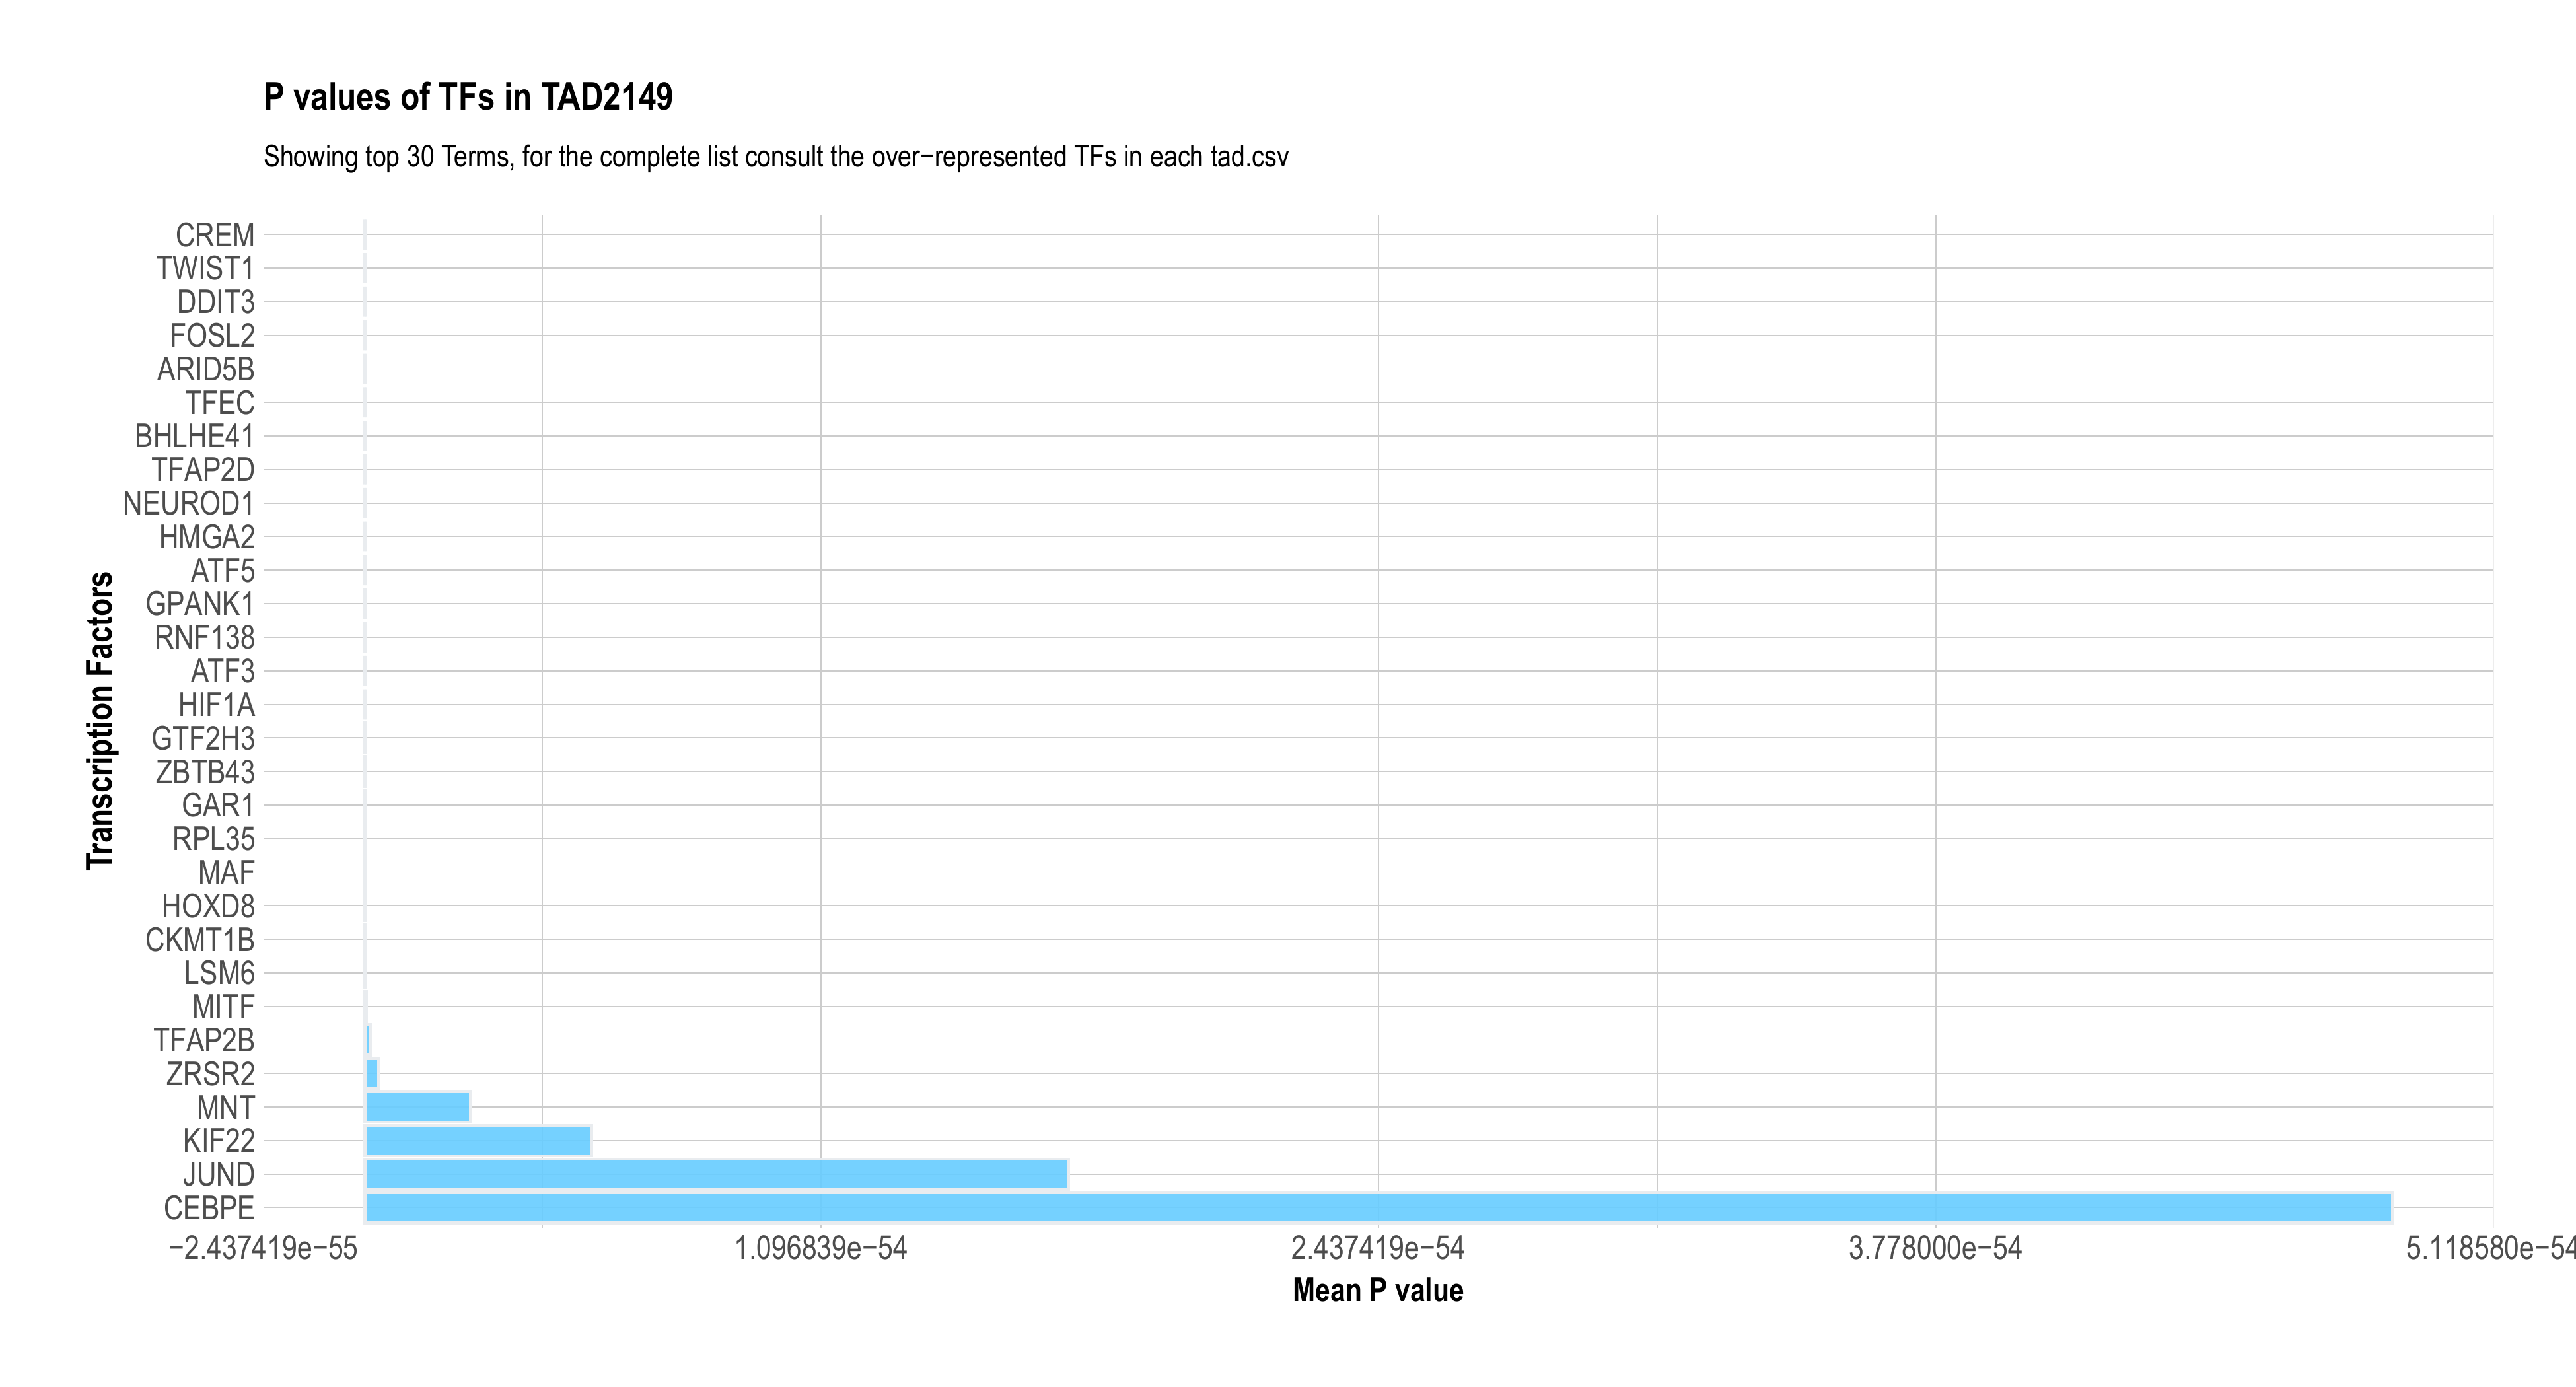 P values of TFs in TAD2149
Showing top 30 Terms, for the complete list consult the over−represented TFs in each tad.csv
Transcription Factors
CREM
TWIST1
DDIT3
FOSL2
ARID5B
TFEC
BHLHE41
TFAP2D
NEUROD1
HMGA2
ATF5
GPANK1
RNF138
ATF3
HIF1A
GTF2H3
ZBTB43
GAR1
RPL35
MAF
HOXD8
CKMT1B
LSM6
MITF
TFAP2B
ZRSR2
MNT
KIF22
JUND
CEBPE
−2.437419e−55 1.096839e−54 2.437419e−54 3.778000e−54 5.118580e−54
Mean P value